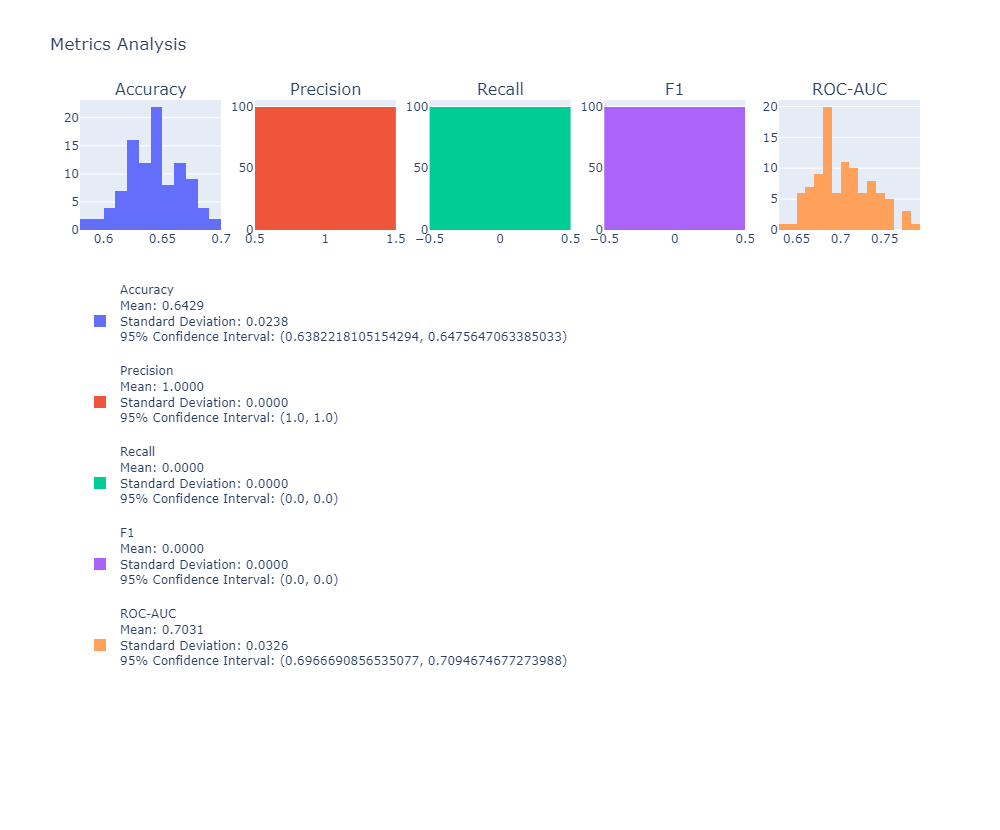 Metrics Analysis
Accuracy Precision Recall F1 ROC-AUC
20
15
10
5
0
0.6 0.65 0.7
100
50
0
0.5 1 1.5
100
50
0
−0.5 0 0.5
100
50
0
−0.5 0 0.5
20
15
10
5
0
0.65 0.7 0.75
Accuracy
Mean: 0.6429
Standard Deviation: 0.0238
95% Confidence Interval: (0.6382218105154294, 0.6475647063385033)
Precision
Mean: 1.0000
Standard Deviation: 0.0000
95% Confidence Interval: (1.0, 1.0)
Recall
Mean: 0.0000
Standard Deviation: 0.0000
95% Confidence Interval: (0.0, 0.0)
F1
Mean: 0.0000
Standard Deviation: 0.0000
95% Confidence Interval: (0.0, 0.0)
ROC-AUC
Mean: 0.7031
Standard Deviation: 0.0326
95% Confidence Interval: (0.6966690856535077, 0.7094674677273988)